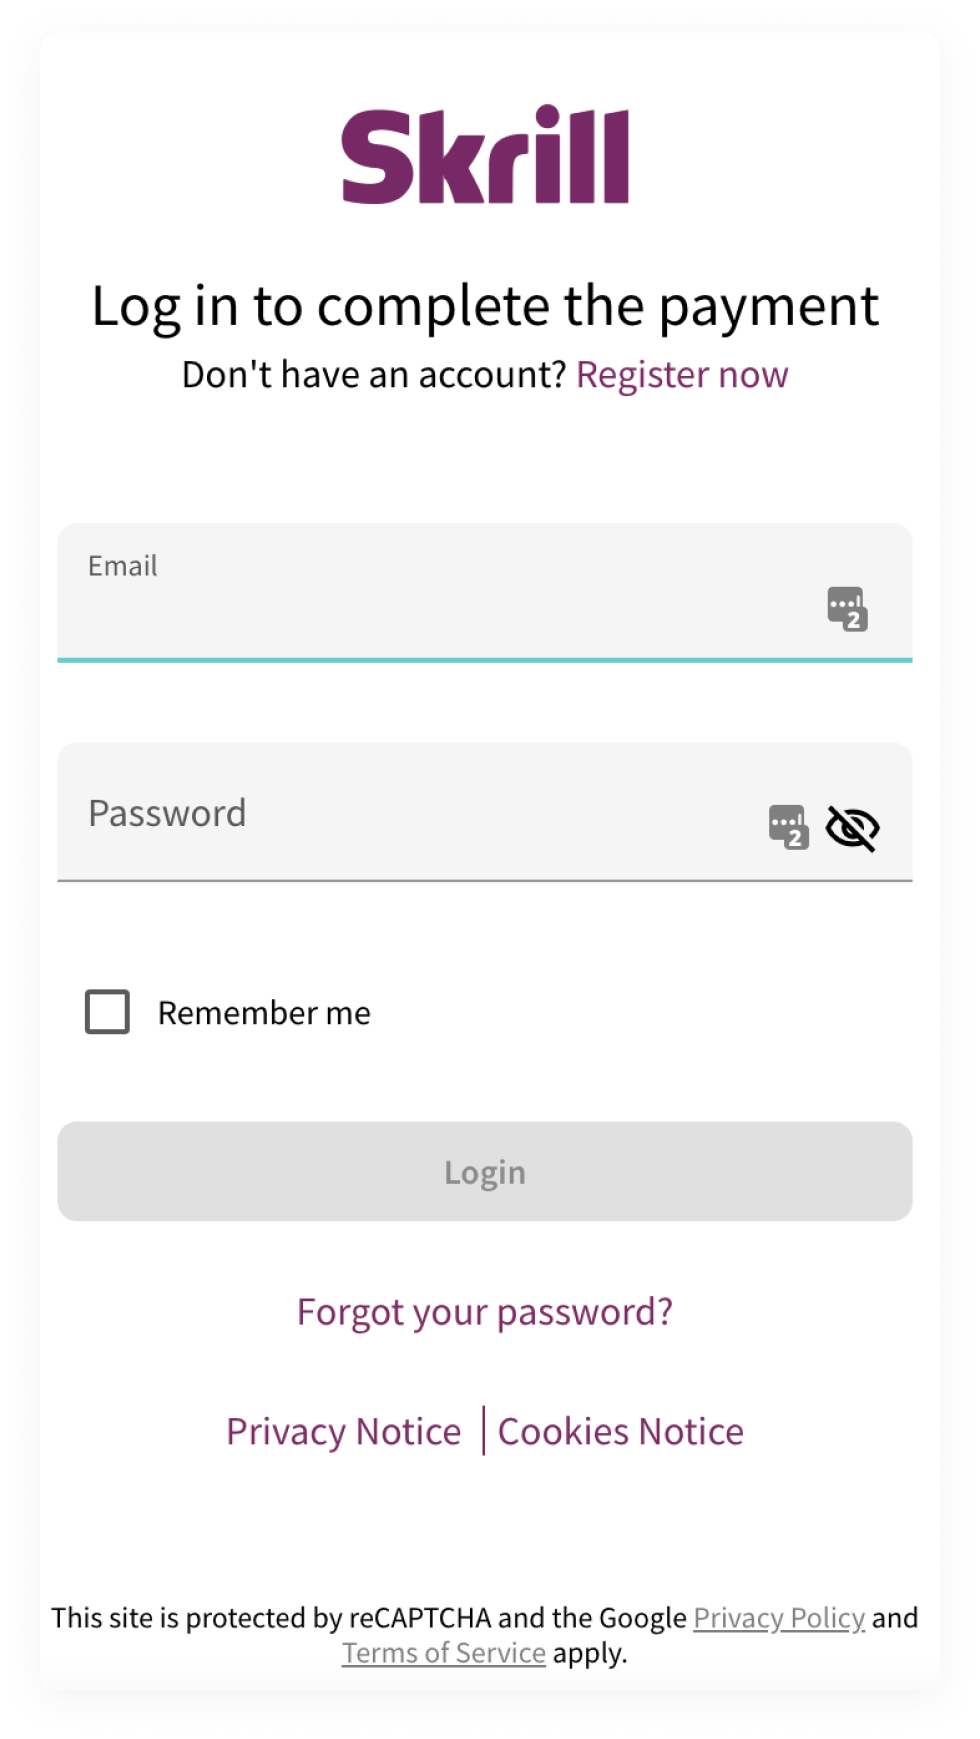 Skrill
Log in to complete the payment
Don't have an account? Register now
Email
2
Password
2
Remember me
Login
Forgot your password?
Privacy Notice | Cookies Notice
This site is protected by reCAPTCHA and the Google Privacy Policy and
Terms of Service apply.